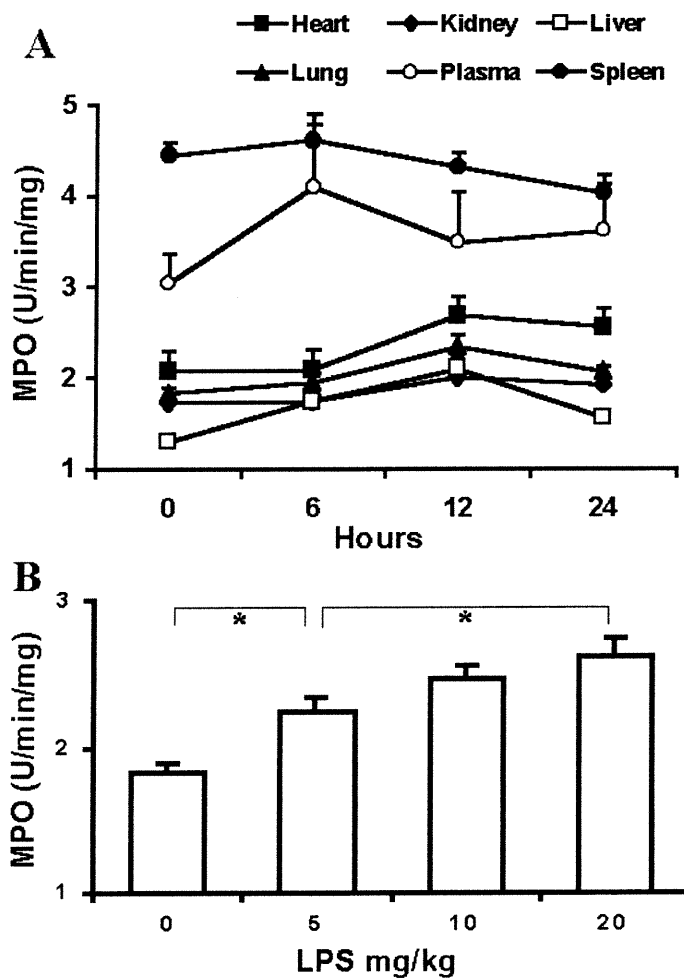 A
Heart Kidney Liver
Lung Plasma Spleen
MPO (U/min/mg)
5
4
3
2
1
0 6 12 24
Hours
B
MPO (U/min/mg)
3
2
1
* *
0 5 10 20
LPS mg/kg